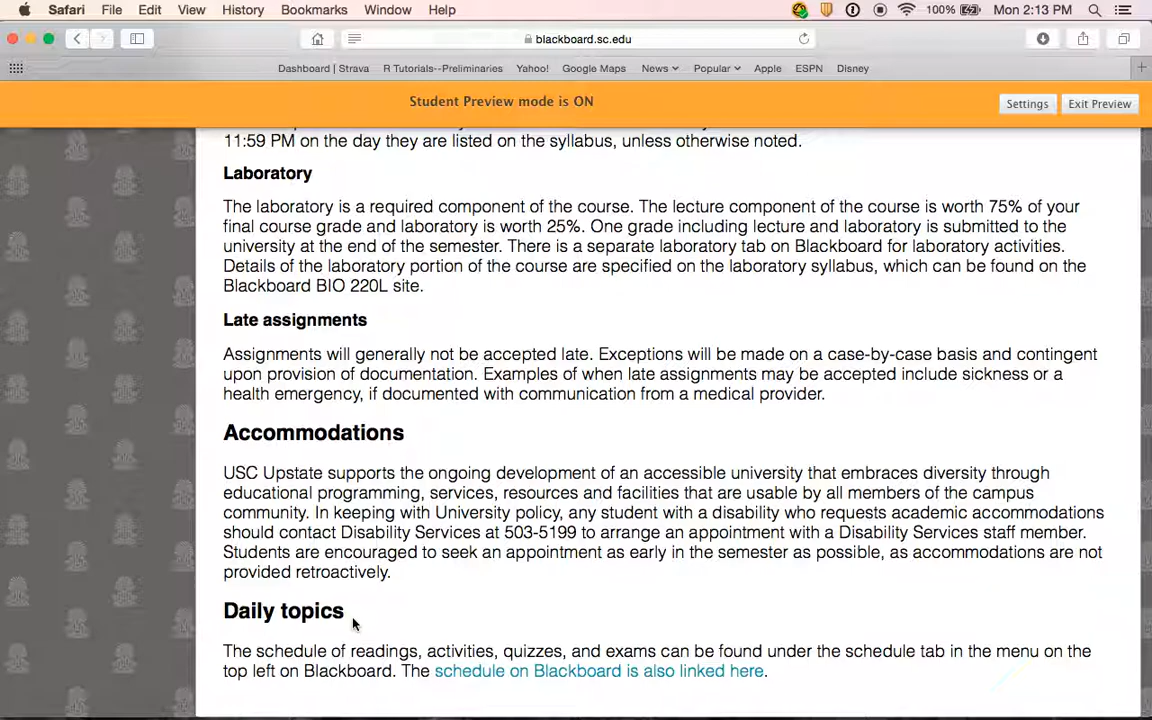 Safari File Edit View History Bookmarks Window Help 100% Mon 2:13 PM
blackboard.sc.edu
Dashboard | Strava R Tutorials--Preliminaries Yahoo! Google Maps News Popular Apple ESPN Disney
Student Preview mode is ON
Settings Exit Preview
11:59 PM on the day they are listed on the syllabus, unless otherwise noted.
Laboratory
The laboratory is a required component of the course. The lecture component of the course is worth 75% of your
final course grade and laboratory is worth 25%. One grade including lecture and laboratory is submitted to the
university at the end of the semester. There is a separate laboratory tab on Blackboard for laboratory activities.
Details of the laboratory portion of the course are specified on the laboratory syllabus, which can be found on the
Blackboard BIO 220L site.
Late assignments
Assignments will generally not be accepted late. Exceptions will be made on a case-by-case basis and contingent
upon provision of documentation. Examples of when late assignments may be accepted include sickness or a
health emergency, if documented with communication from a medical provider.
Accommodations
USC Upstate supports the ongoing development of an accessible university that embraces diversity through
educational programming, services, resources and facilities that are usable by all members of the campus
community. In keeping with University policy, any student with a disability who requests academic accommodations
should contact Disability Services at 503-5199 to arrange an appointment with a Disability Services staff member.
Students are encouraged to seek an appointment as early in the semester as possible, as accommodations are not
provided retroactively.
Daily topics
The schedule of readings, activities, quizzes, and exams can be found under the schedule tab in the menu on the
top left on Blackboard. The schedule on Blackboard is also linked here.